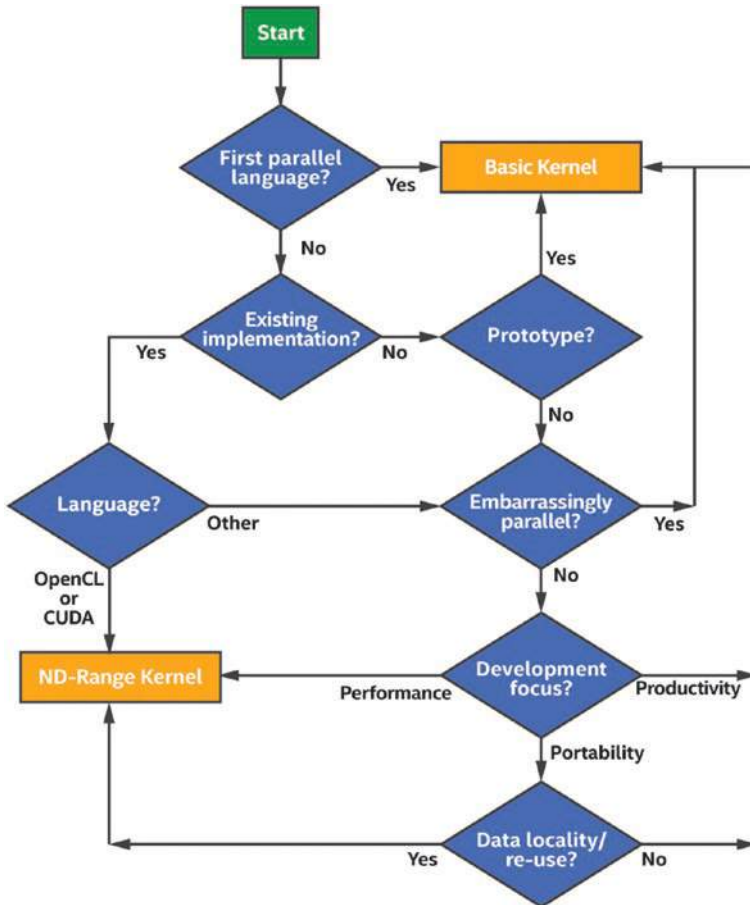 Start
First parallel
language?
Yes
Basic Kernel
No
Yes
Existing
implementation?
Yes
No
Prototype?
No
Language?
Other
Embarrassingly
parallel?
Yes
OpenCL
or
CUDA
No
ND-Range Kernel
Performance
Development
focus?
Productivity
Portability
Yes
Data locality/
re-use?
No